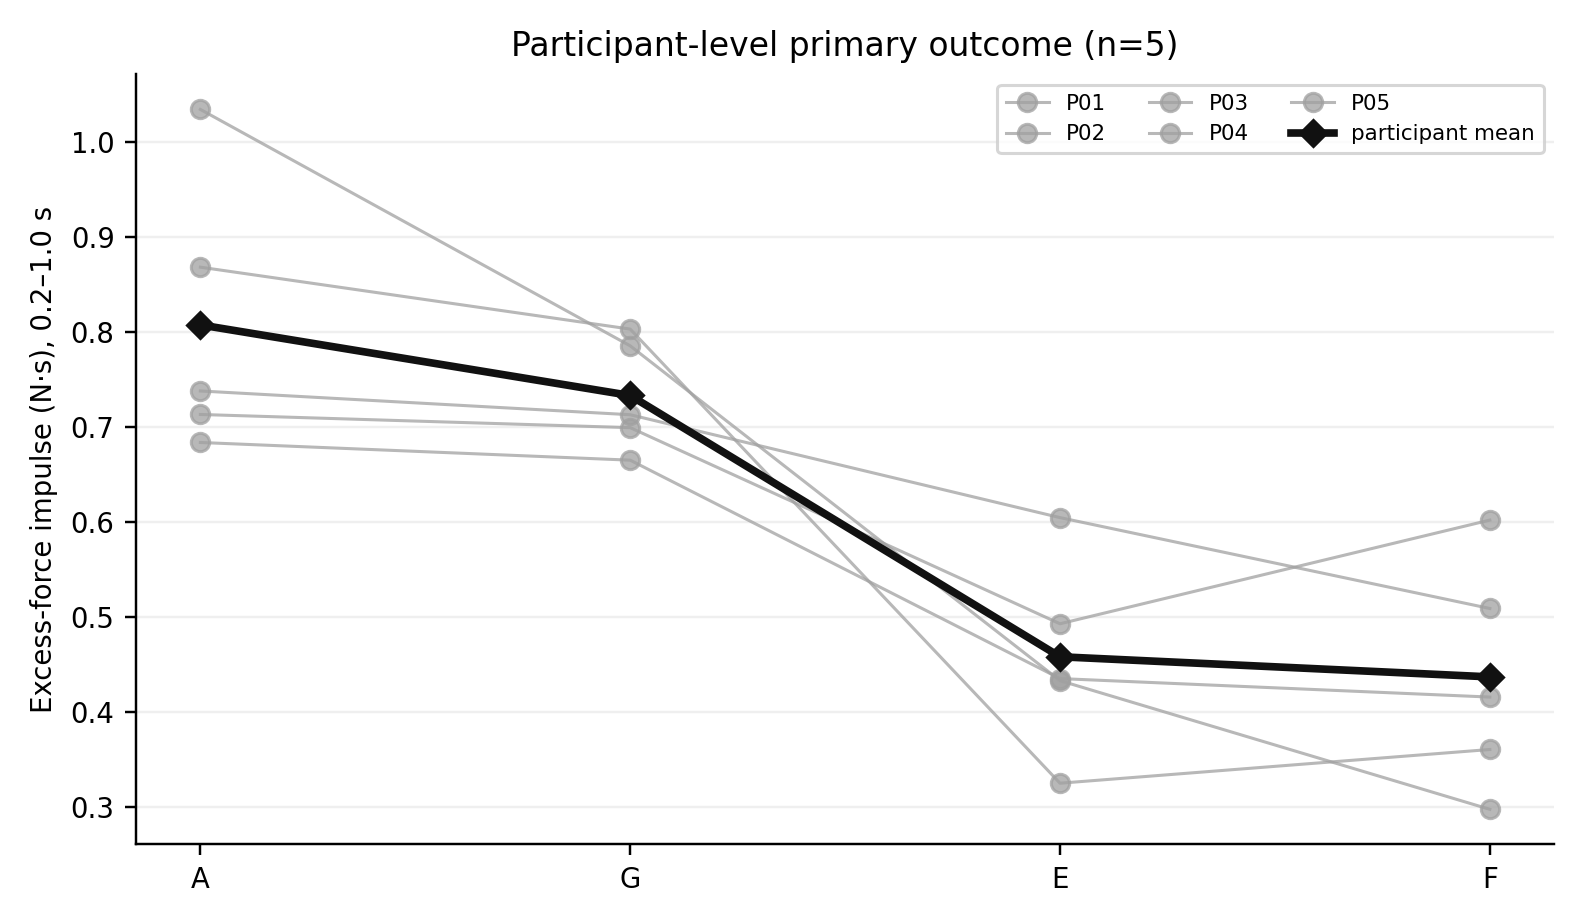 Participant-level primary outcome (n=5)
P01 P03 P05
P02 P04 participant mean
Excess-force impulse (N·s), 0.2–1.0 s
1.0
0.9
0.8
0.7
0.6
0.5
0.4
0.3
A G E F